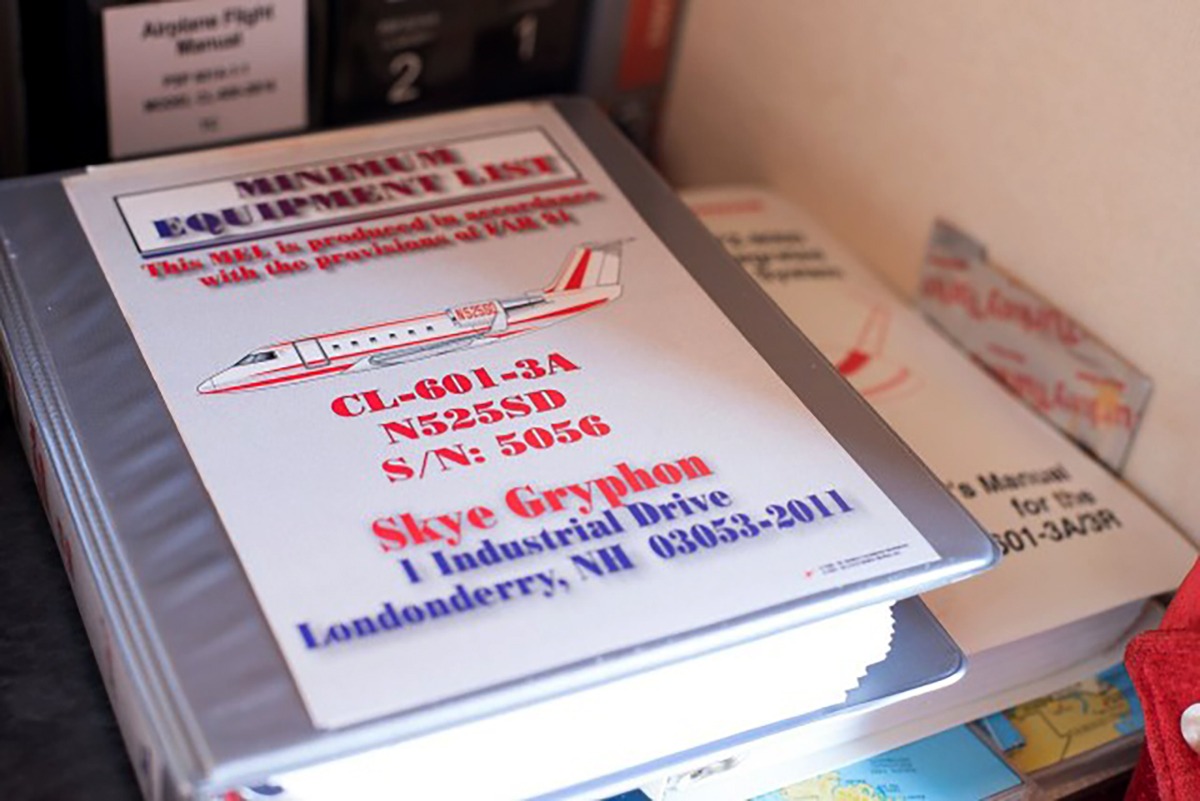 Airplane Flight
Manual
2
1
MINIMUM
EQUIPMENT LIST
This MEL is produced in accordance
with the provisions of FAR 91
N525SD
CL-601-3A
N525SD
S/N: 5056
Skye Gryphon
1 Industrial Drive
Londonderry, NH 03053-2011
System
's Manual
for the
601-3A/3R